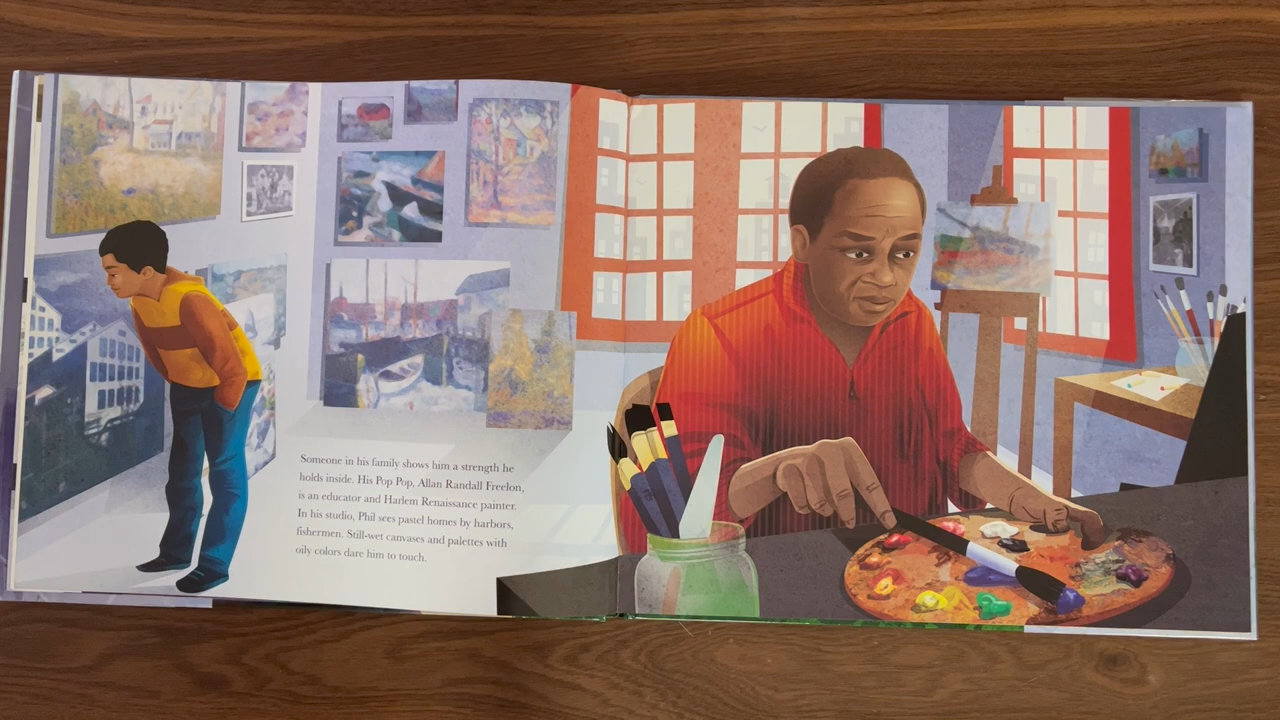 Someone in his family shows him a strength he
holds inside. His Pop Pop, Allan Randall Freelon,
is an educator and Harlem Renaissance painter.
In his studio, Phil sees pastel homes by harbors,
fishermen. Still-wet canvases and palettes with
oily colors dare him to touch.